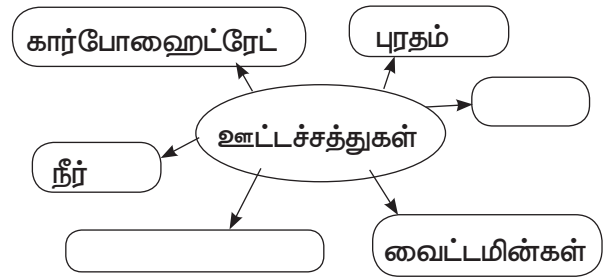 கார்போஹைட்ரேட்
புரதம்
ஊட்டச்சத்துகள்
நீர்
வைட்டமின்கள்